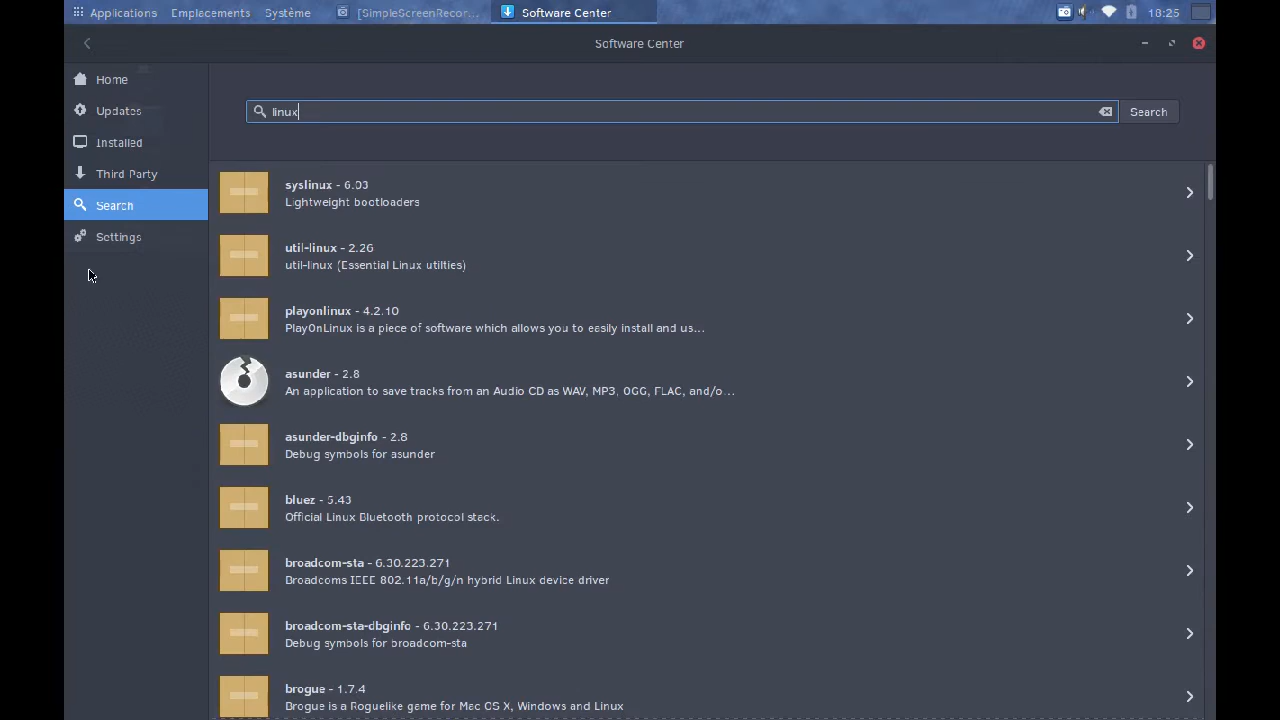 Applications Emplacements Système [SimpleScreenRecor... Software Center 18:25
Software Center
Home
Updates
Installed
Third Party
Search
Settings
linux Search
syslinux - 6.03
Lightweight bootloaders
util-linux - 2.26
util-linux (Essential Linux utilties)
playonlinux - 4.2.10
PlayOnLinux is a piece of software which allows you to easily install and us...
asunder - 2.8
An application to save tracks from an Audio CD as WAV, MP3, OGG, FLAC, and/o...
asunder-dbginfo - 2.8
Debug symbols for asunder
bluez - 5.43
Official Linux Bluetooth protocol stack.
broadcom-sta - 6.30.223.271
Broadcoms IEEE 802.11a/b/g/n hybrid Linux device driver
broadcom-sta-dbginfo - 6.30.223.271
Debug symbols for broadcom-sta
brogue - 1.7.4
Brogue is a Roguelike game for Mac OS X, Windows and Linux